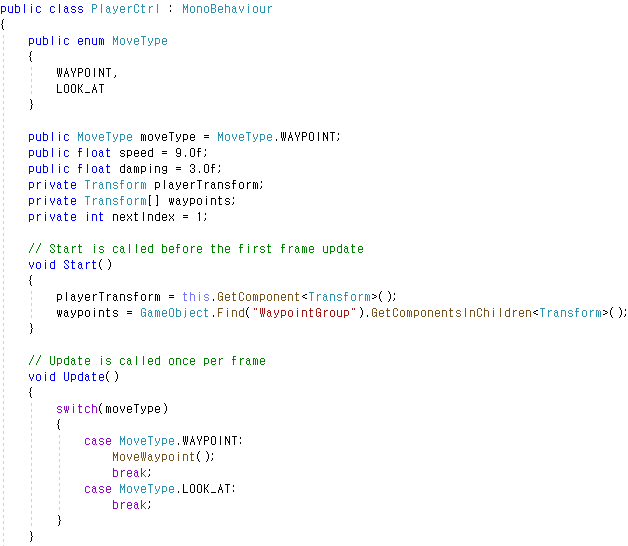 public class PlayerCtrl : MonoBehaviour
{
    public enum MoveType
    {
        WAYPOINT,
        LOOK_AT
    }

    public MoveType moveType = MoveType.WAYPOINT;
    public float speed = 9.0f;
    public float damping = 3.0f;
    private Transform playerTransform;
    private Transform[] waypoints;
    private int nextIndex = 1;

    // Start is called before the first frame update
    void Start()
    {
        playerTransform = this.GetComponent<Transform>();
        waypoints = GameObject.Find("WaypointGroup").GetComponentsInChildren<Transform>();
    }

    // Update is called once per frame
    void Update()
    {
        switch(moveType)
        {
            case MoveType.WAYPOINT:
                MoveWaypoint();
                break;
            case MoveType.LOOK_AT:
                break;
        }
    }